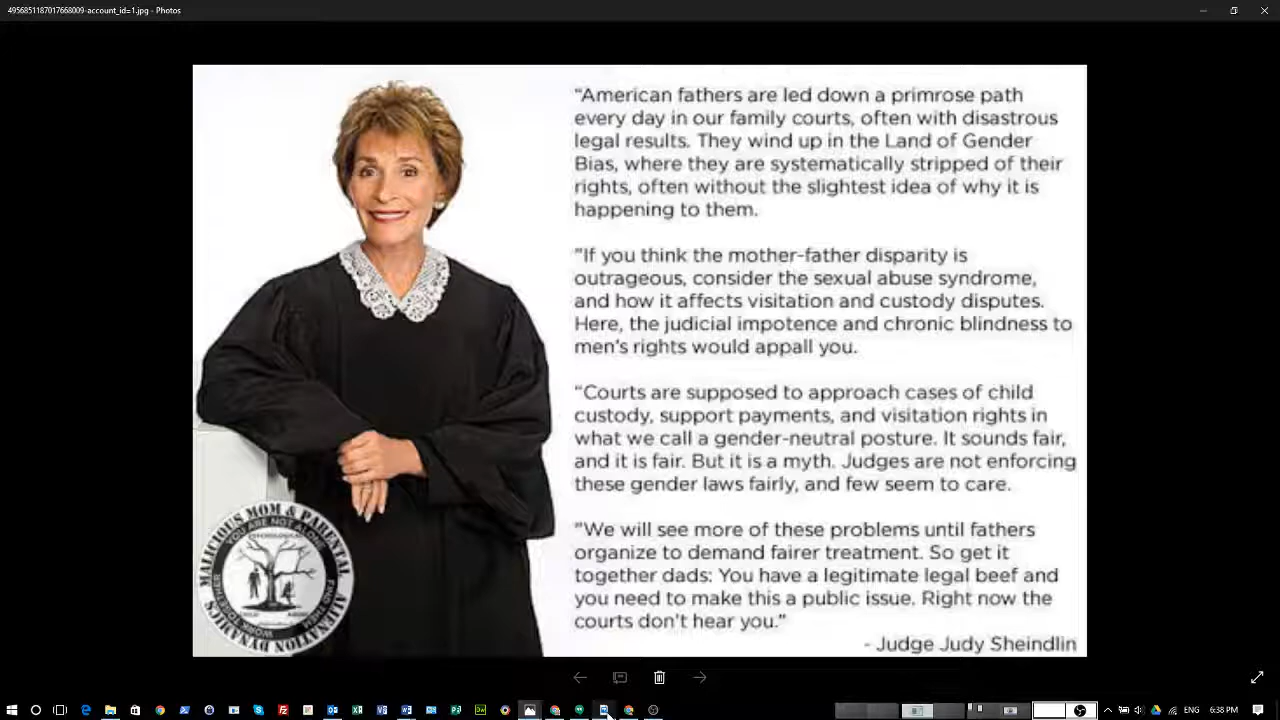 4956851187017668009-account_id=1.jpg - Photos
“American fathers are led down a primrose path
every day in our family courts, often with disastrous
legal results. They wind up in the Land of Gender
Bias, where they are systematically stripped of their
rights, often without the slightest idea of why it is
happening to them.
"If you think the mother-father disparity is
outrageous, consider the sexual abuse syndrome,
and how it affects visitation and custody disputes.
Here, the judicial impotence and chronic blindness to
men's rights would appall you.
“Courts are supposed to approach cases of child
custody, support payments, and visitation rights in
what we call a gender-neutral posture. It sounds fair,
and it is fair. But it is a myth. Judges are not enforcing
these gender laws fairly, and few seem to care.
"We will see more of these problems until fathers
organize to demand fairer treatment. So get it
together dads: You have a legitimate legal beef and
you need to make this a public issue. Right now the
courts don't hear you.”
- Judge Judy Sheindlin
MALICIOUS MOM & PARENTAL
ALIENATION DYNAMICS
YOU ARE NOT ALONE
ENG
6:38 PM